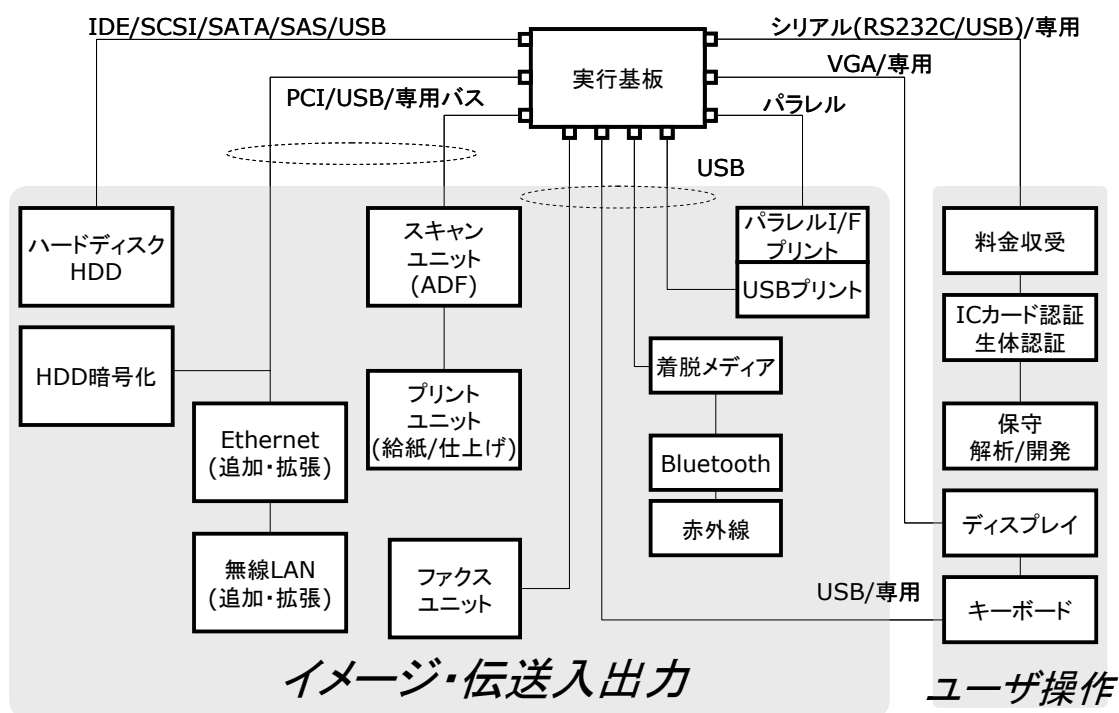 IDE/SCSI/SATA/SAS/USB
シリアル(RS232C/USB)/専用
実行基板
VGA/専用
PCI/USB/専用バス
パラレル
USB
ハードディスク
HDD
スキャン
ユニット
(ADF)
パラレルI/F
プリント
USBプリント
料金収受
ICカード認証
生体認証
HDD暗号化
プリント
ユニット
(給紙/仕上げ)
着脱メディア
Ethernet
(追加・拡張)
Bluetooth
保守
解析/開発
赤外線
ディスプレイ
無線LAN
(追加・拡張)
ファクス
ユニット
USB/専用
キーボード
イメージ・伝送入出力
ユーザ操作